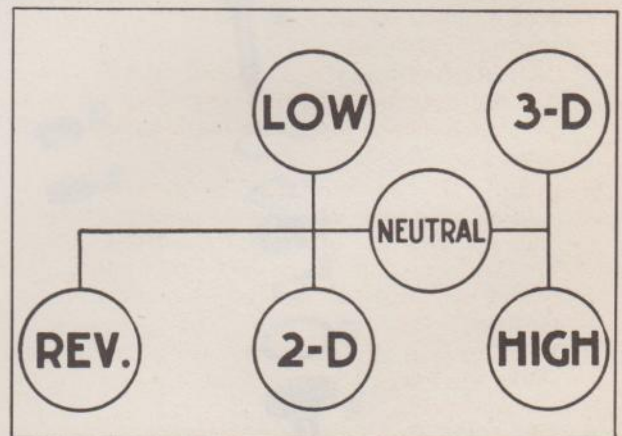 LOW
3-D
NEUTRAL
REV.
2-D
HIGH